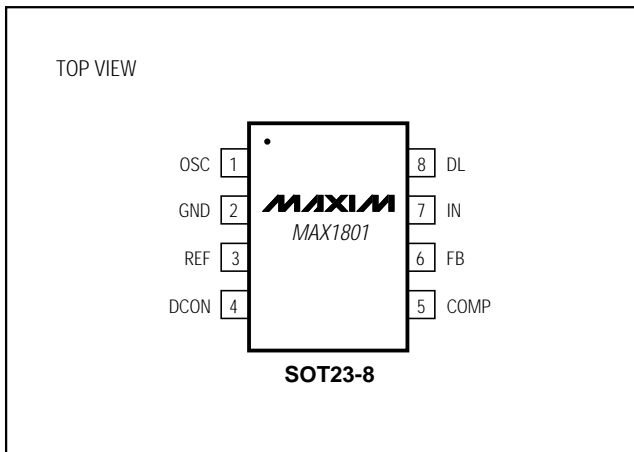 TOP VIEW
OSC 1
8 DL
GND 2
MAXIM
7 IN
MAX1801
REF 3
6 FB
DCON 4
5 COMP
SOT23-8